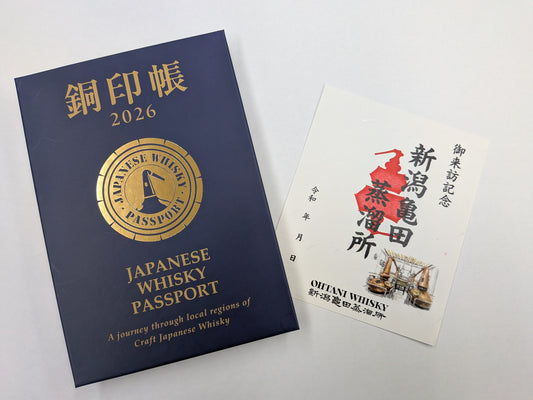 銅印帳
2026
JAPANESE WHISKY
PASSPORT
JAPANESE
WHISKY
PASSPORT
A journey through local regions of
Craft Japanese Whisky
御来訪記念
新潟亀田
蒸溜所
令和 年 月 日
OHTANI WHISKY
新潟亀田蒸溜所